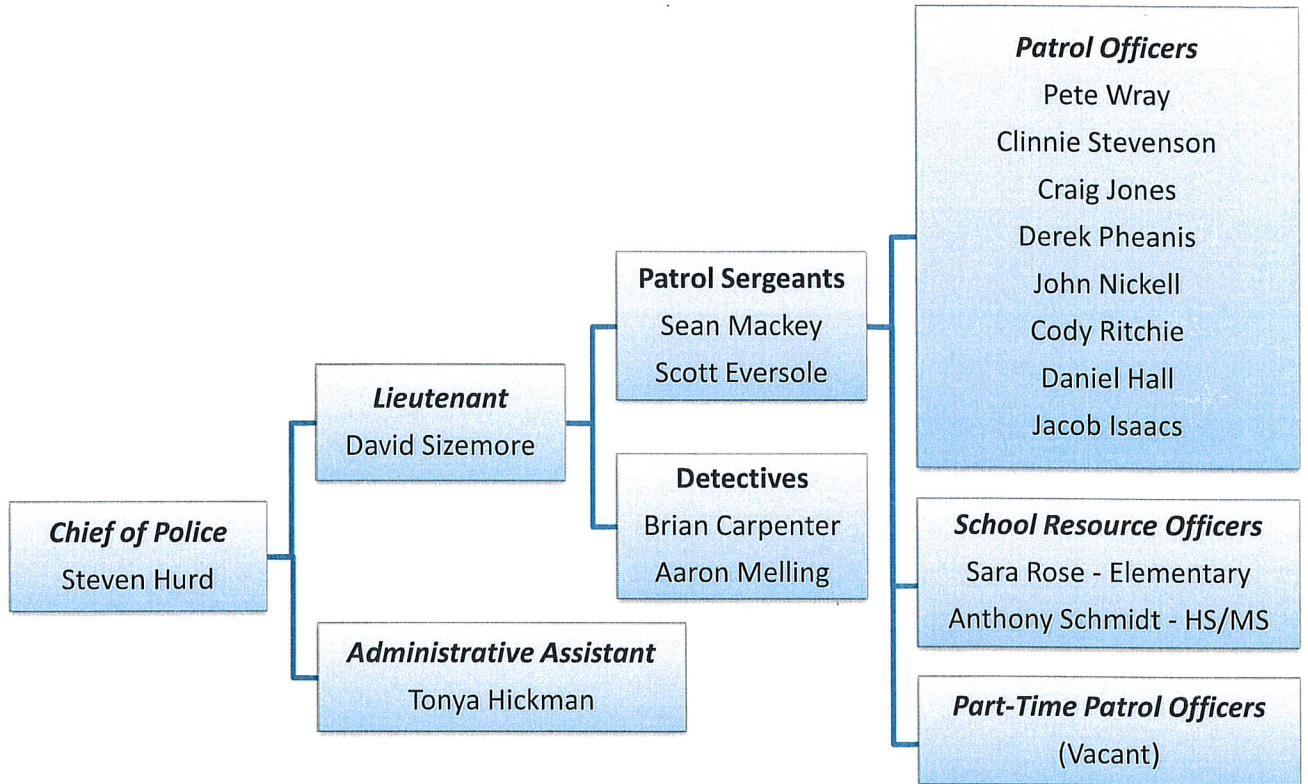 Chief of Police
Steven Hurd
Lieutenant
David Sizemore
Administrative Assistant
Tonya Hickman
Patrol Sergeants
Sean Mackey
Scott Eversole
Detectives
Brian Carpenter
Aaron Melling
Patrol Officers
Pete Wray
Clinnie Stevenson
Craig Jones
Derek Pheanis
John Nickell
Cody Ritchie
Daniel Hall
Jacob Isaacs
School Resource Officers
Sara Rose - Elementary
Anthony Schmidt - HS/MS
Part-Time Patrol Officers
(Vacant)